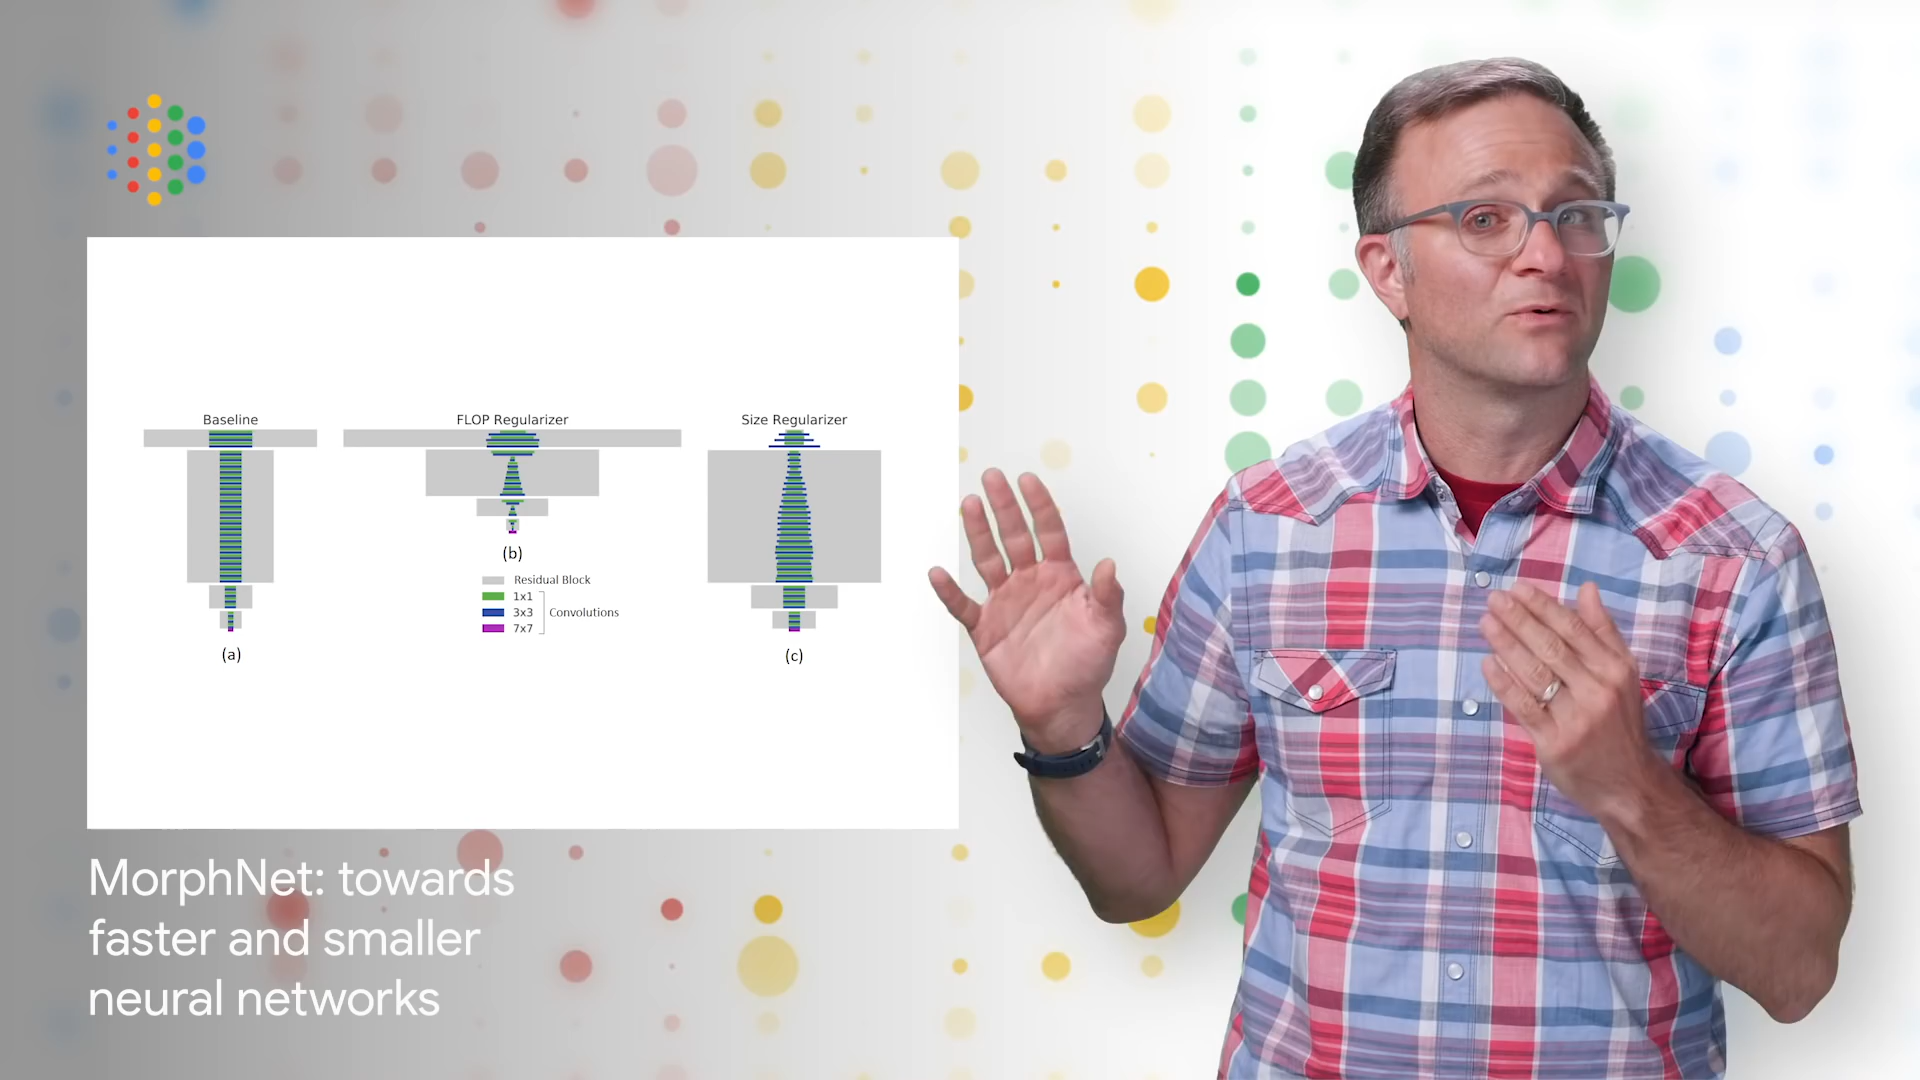 Baseline
FLOP Regularizer
Size Regularizer
(a)
(b)
(c)
Residual Block
1x1
3x3
7x7
Convolutions
MorphNet: towards
faster and smaller
neural networks